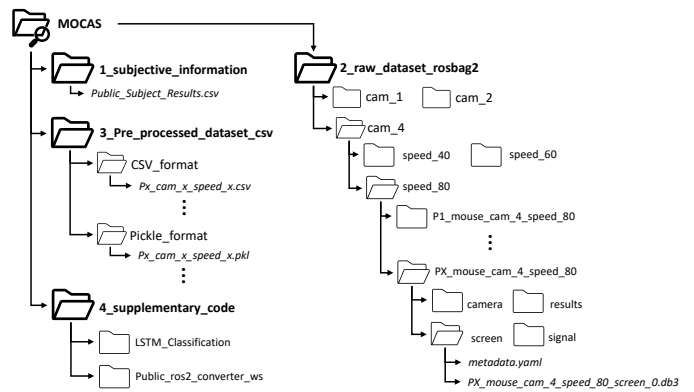 MOCAS
1_subjective_information
Public_Subject_Results.csv
3_Pre_processed_dataset_csv
CSV_format
Px_cam_x_speed_x.csv
Pickle_format
Px_cam_x_speed_x.pkl
4_supplementary_code
LSTM_Classification
Public_ros2_converter_ws
2_raw_dataset_rosbag2
cam_1 cam_2
cam_4
speed_40 speed_60
speed_80
P1_mouse_cam_4_speed_80
PX_mouse_cam_4_speed_80
camera results
screen signal
metadata.yaml
PX_mouse_cam_4_speed_80_screen_0.db3